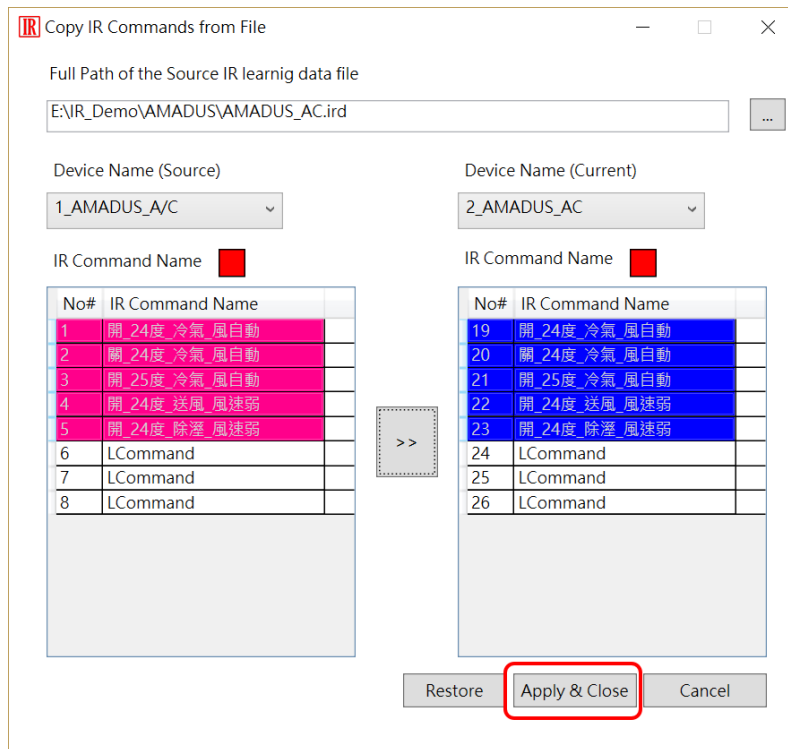 IR Copy IR Commands from File
Full Path of the Source IR learnig data file
E:\IR_Demo\AMADUS\AMADUS_AC.ird
...
Device Name (Source)
1_AMADUS_A/C
IR Command Name
No# IR Command Name
1 開_24度_冷氣_風自動
2 關_24度_冷氣_風自動
3 開_25度_冷氣_風自動
4 開_24度_送風_風速弱
5 開_24度_除溼_風速弱
6 LCommand
7 LCommand
8 LCommand
>>
Device Name (Current)
2_AMADUS_AC
IR Command Name
No# IR Command Name
19 開_24度_冷氣_風自動
20 關_24度_冷氣_風自動
21 開_25度_冷氣_風自動
22 開_24度_送風_風速弱
23 開_24度_除溼_風速弱
24 LCommand
25 LCommand
26 LCommand
Restore
Apply & Close
Cancel